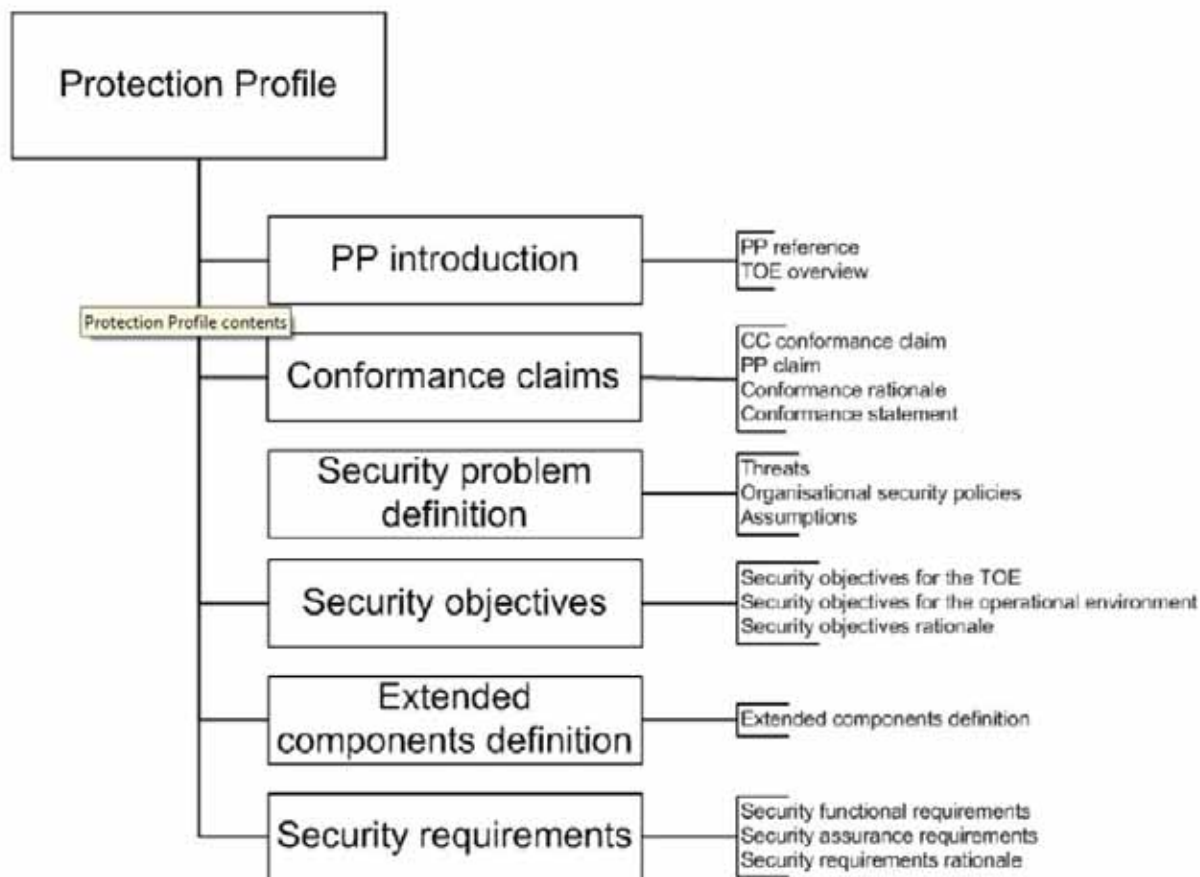 Protection Profile
PP introduction
PP reference
TOE overview
Protection Profile contents
Conformance claims
CC conformance claim
PP claim
Conformance rationale
Conformance statement
Security problem
definition
Threats
Organisational security policies
Assumptions
Security objectives
Security objectives for the TOE
Security objectives for the operational environment
Security objectives rationale
Extended
components definition
Extended components definition
Security requirements
Security functional requirements
Security assurance requirements
Security requirements rationale